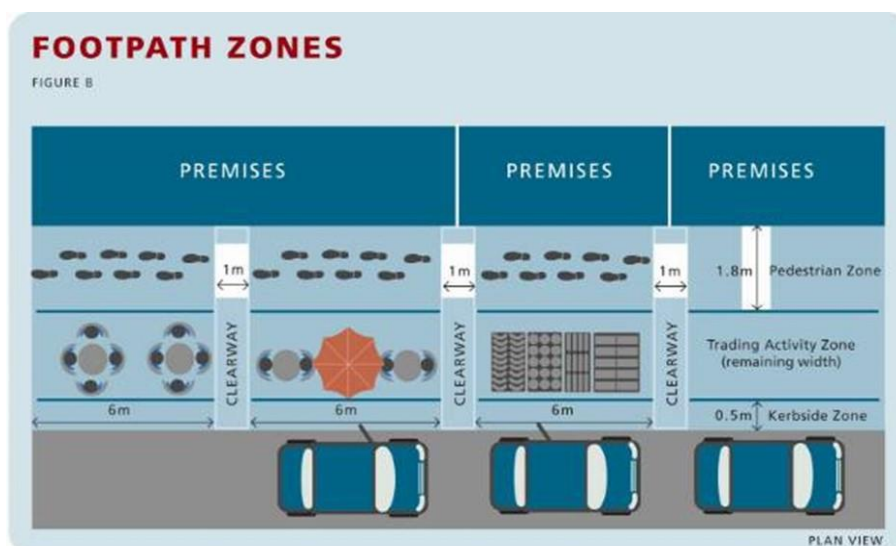 FOOTPATH ZONES
FIGURE B
PREMISES
PREMISES
PREMISES
1m
1m
1m
1.8m
Pedestrian Zone
CLEARWAY
CLEARWAY
CLEARWAY
Trading Activity Zone
(remaining width)
6m
6m
6m
0.5m
Kerbside Zone
PLAN VIEW